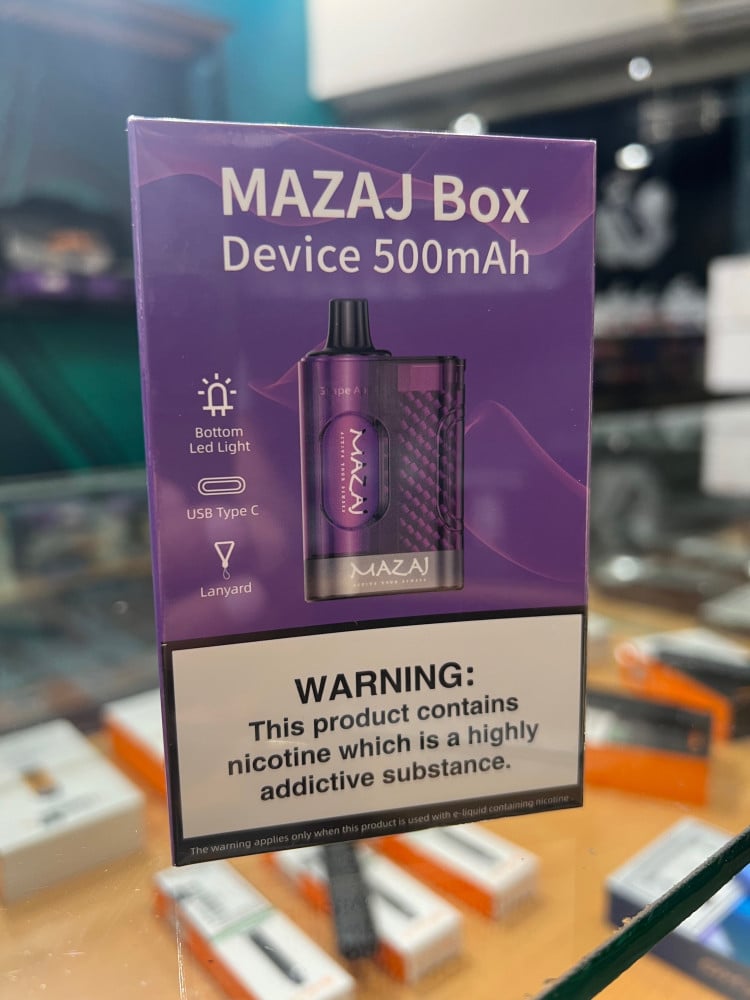 MAZAJ Box
Device 500mAh
Bottom
Led Light
USB Type C
Lanyard
MAZAJ
MAZAJ
WARNING:
This product contains
nicotine which is a highly
addictive substance.
The warning applies only when this product is used with e-liquid containing nicotine